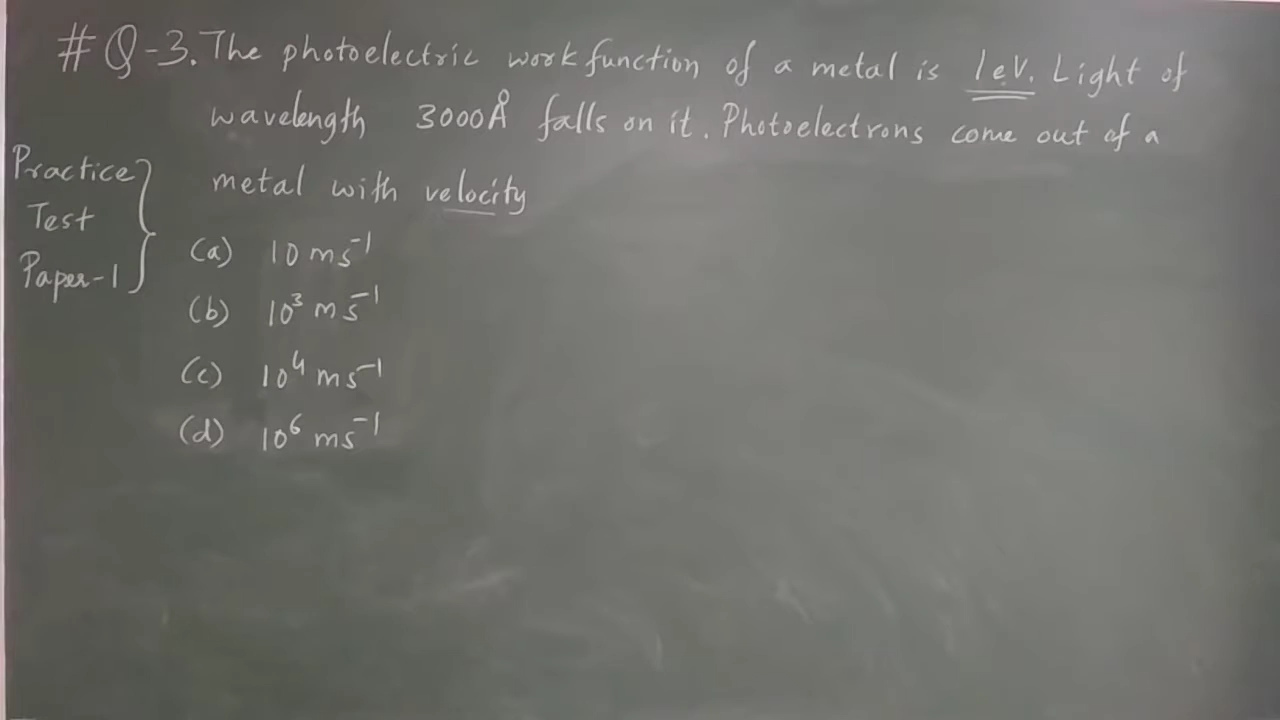 # Q-3. The photoelectric work function of a metal is 1eV. Light of
wavelength 3000Å falls on it. Photoelectrons come out of a
metal with velocity
Practice
Test
Paper-1
(a) 10 ms⁻¹
(b) 10³ ms⁻¹
(c) 10⁴ ms⁻¹
(d) 10⁶ ms⁻¹